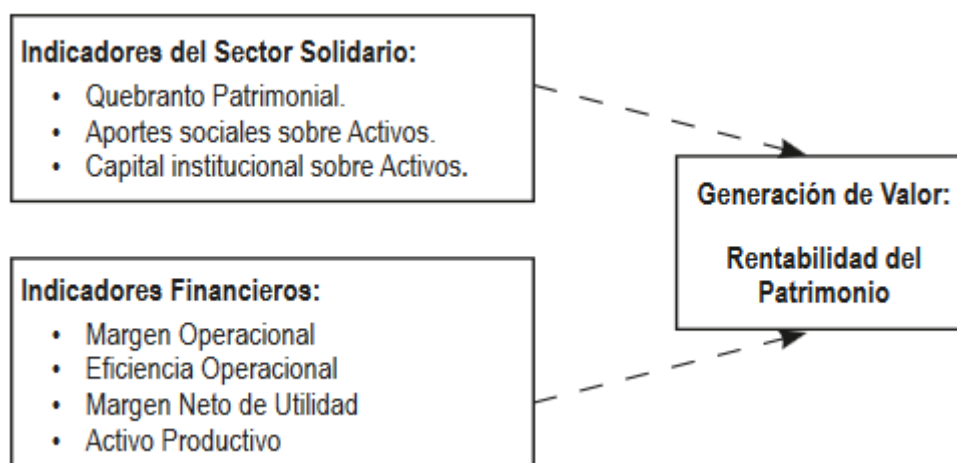 Indicadores del Sector Solidario:
• Quebranto Patrimonial.
• Aportes sociales sobre Activos.
• Capital institucional sobre Activos.
Generación de Valor:
Rentabilidad del
Patrimonio
Indicadores Financieros:
• Margen Operacional
• Eficiencia Operacional
• Margen Neto de Utilidad
• Activo Productivo